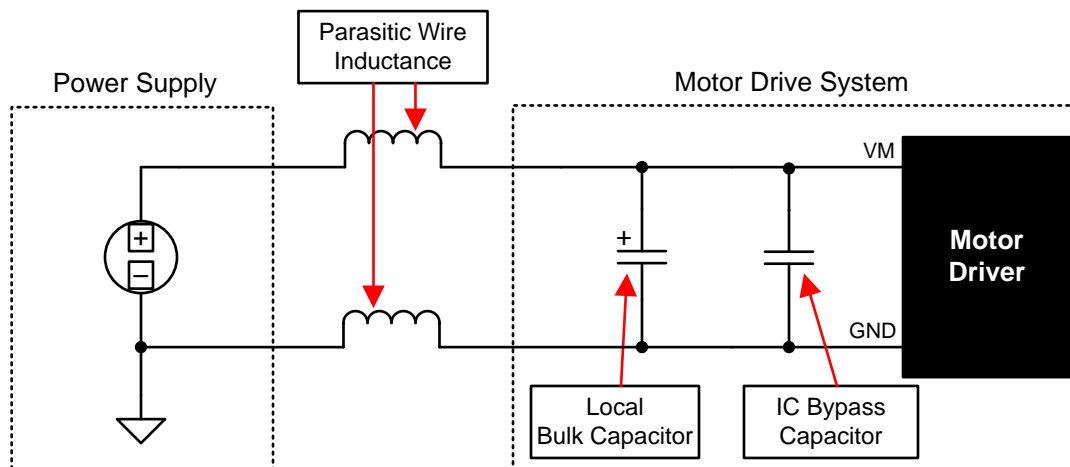 Parasitic Wire
Inductance
Power Supply
Motor Drive System
VM
+
−
+
Motor
Driver
GND
Local
Bulk Capacitor
IC Bypass
Capacitor